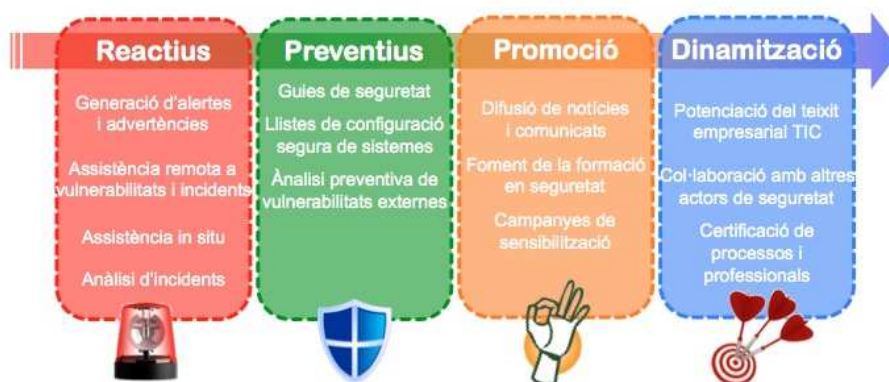 Reactius
Generació d'alertes
i advertències
Assistència remota a
vulnerabilitats i incidents
Assistència in situ
Anàlisi d'incidents
Preventius
Guies de seguretat
Llistes de configuració
segura de sistemes
Ànalisi preventiva de
vulnerabilitats externes
Promoció
Difusió de notícies
i comunicats
Foment de la formació
en seguretat
Campanyes de
sensibilització
Dinamització
Potenciació del teixit
empresarial TIC
Col·laboració amb altres
actors de seguretat
Certificació de
processos i
professionals